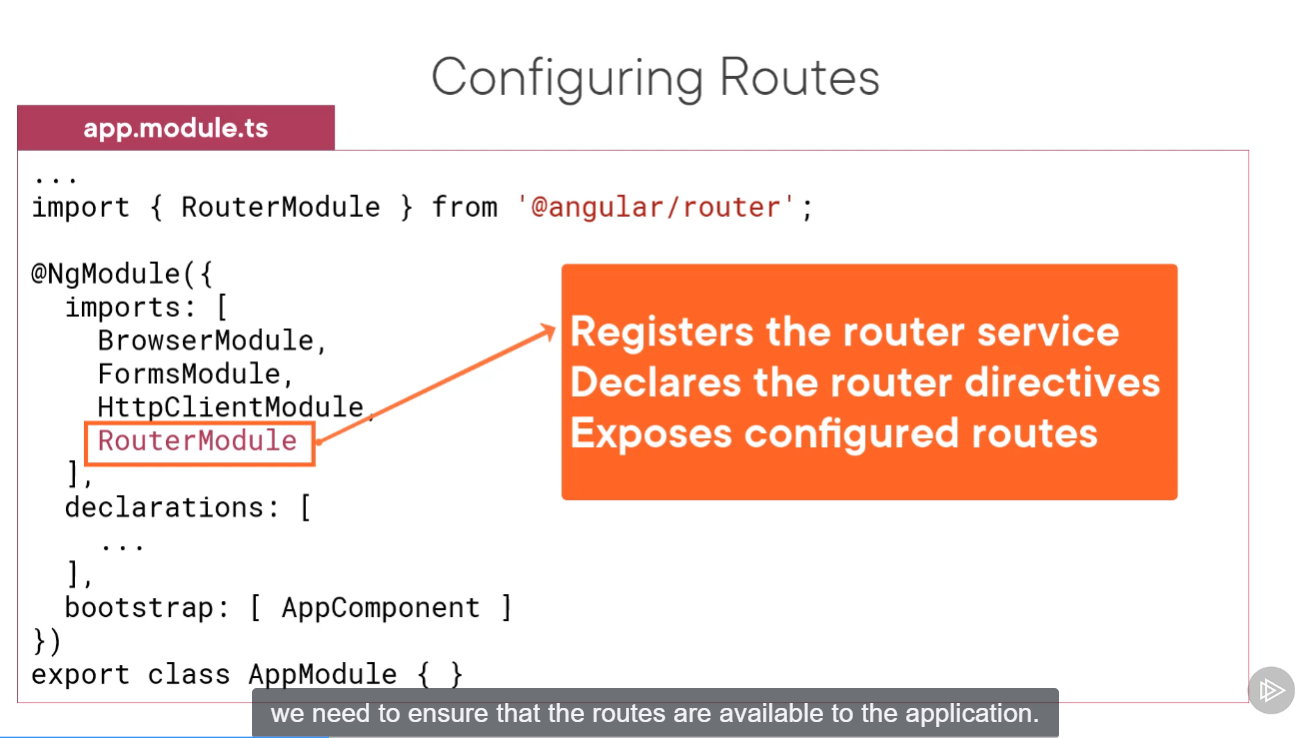 Configuring Routes
app.module.ts
...
import { RouterModule } from '@angular/router';
@NgModule({
imports: [
BrowserModule,
FormsModule,
HttpClientModule,
RouterModule
],
declarations: [
...
],
bootstrap: [ AppComponent ]
})
export class AppModule { }
Registers the router service
Declares the router directives
Exposes configured routes
we need to ensure that the routes are available to the application.